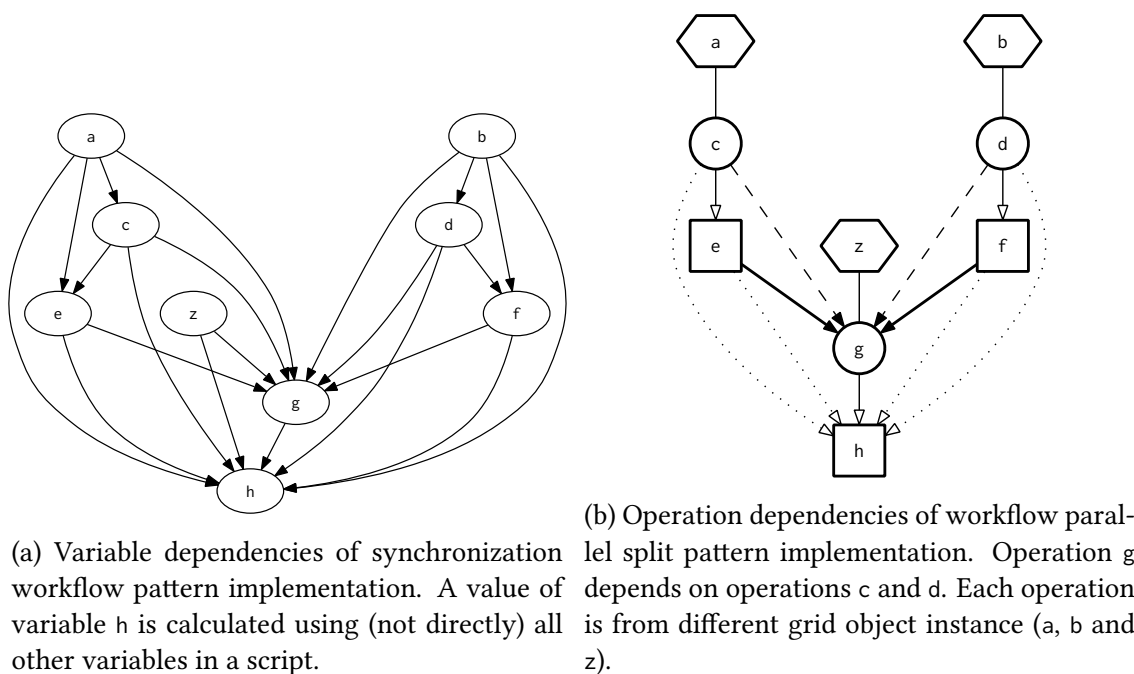 a
b
c
d
e
z
f
g
h
a
b
c
d
e
z
f
g
h
(a) Variable dependencies of synchronization
workflow pattern implementation. A value of
variable h is calculated using (not directly) all
other variables in a script.
(b) Operation dependencies of workflow paral-
lel split pattern implementation. Operation g
depends on operations c and d. Each operation
is from different grid object instance (a, b and
z).